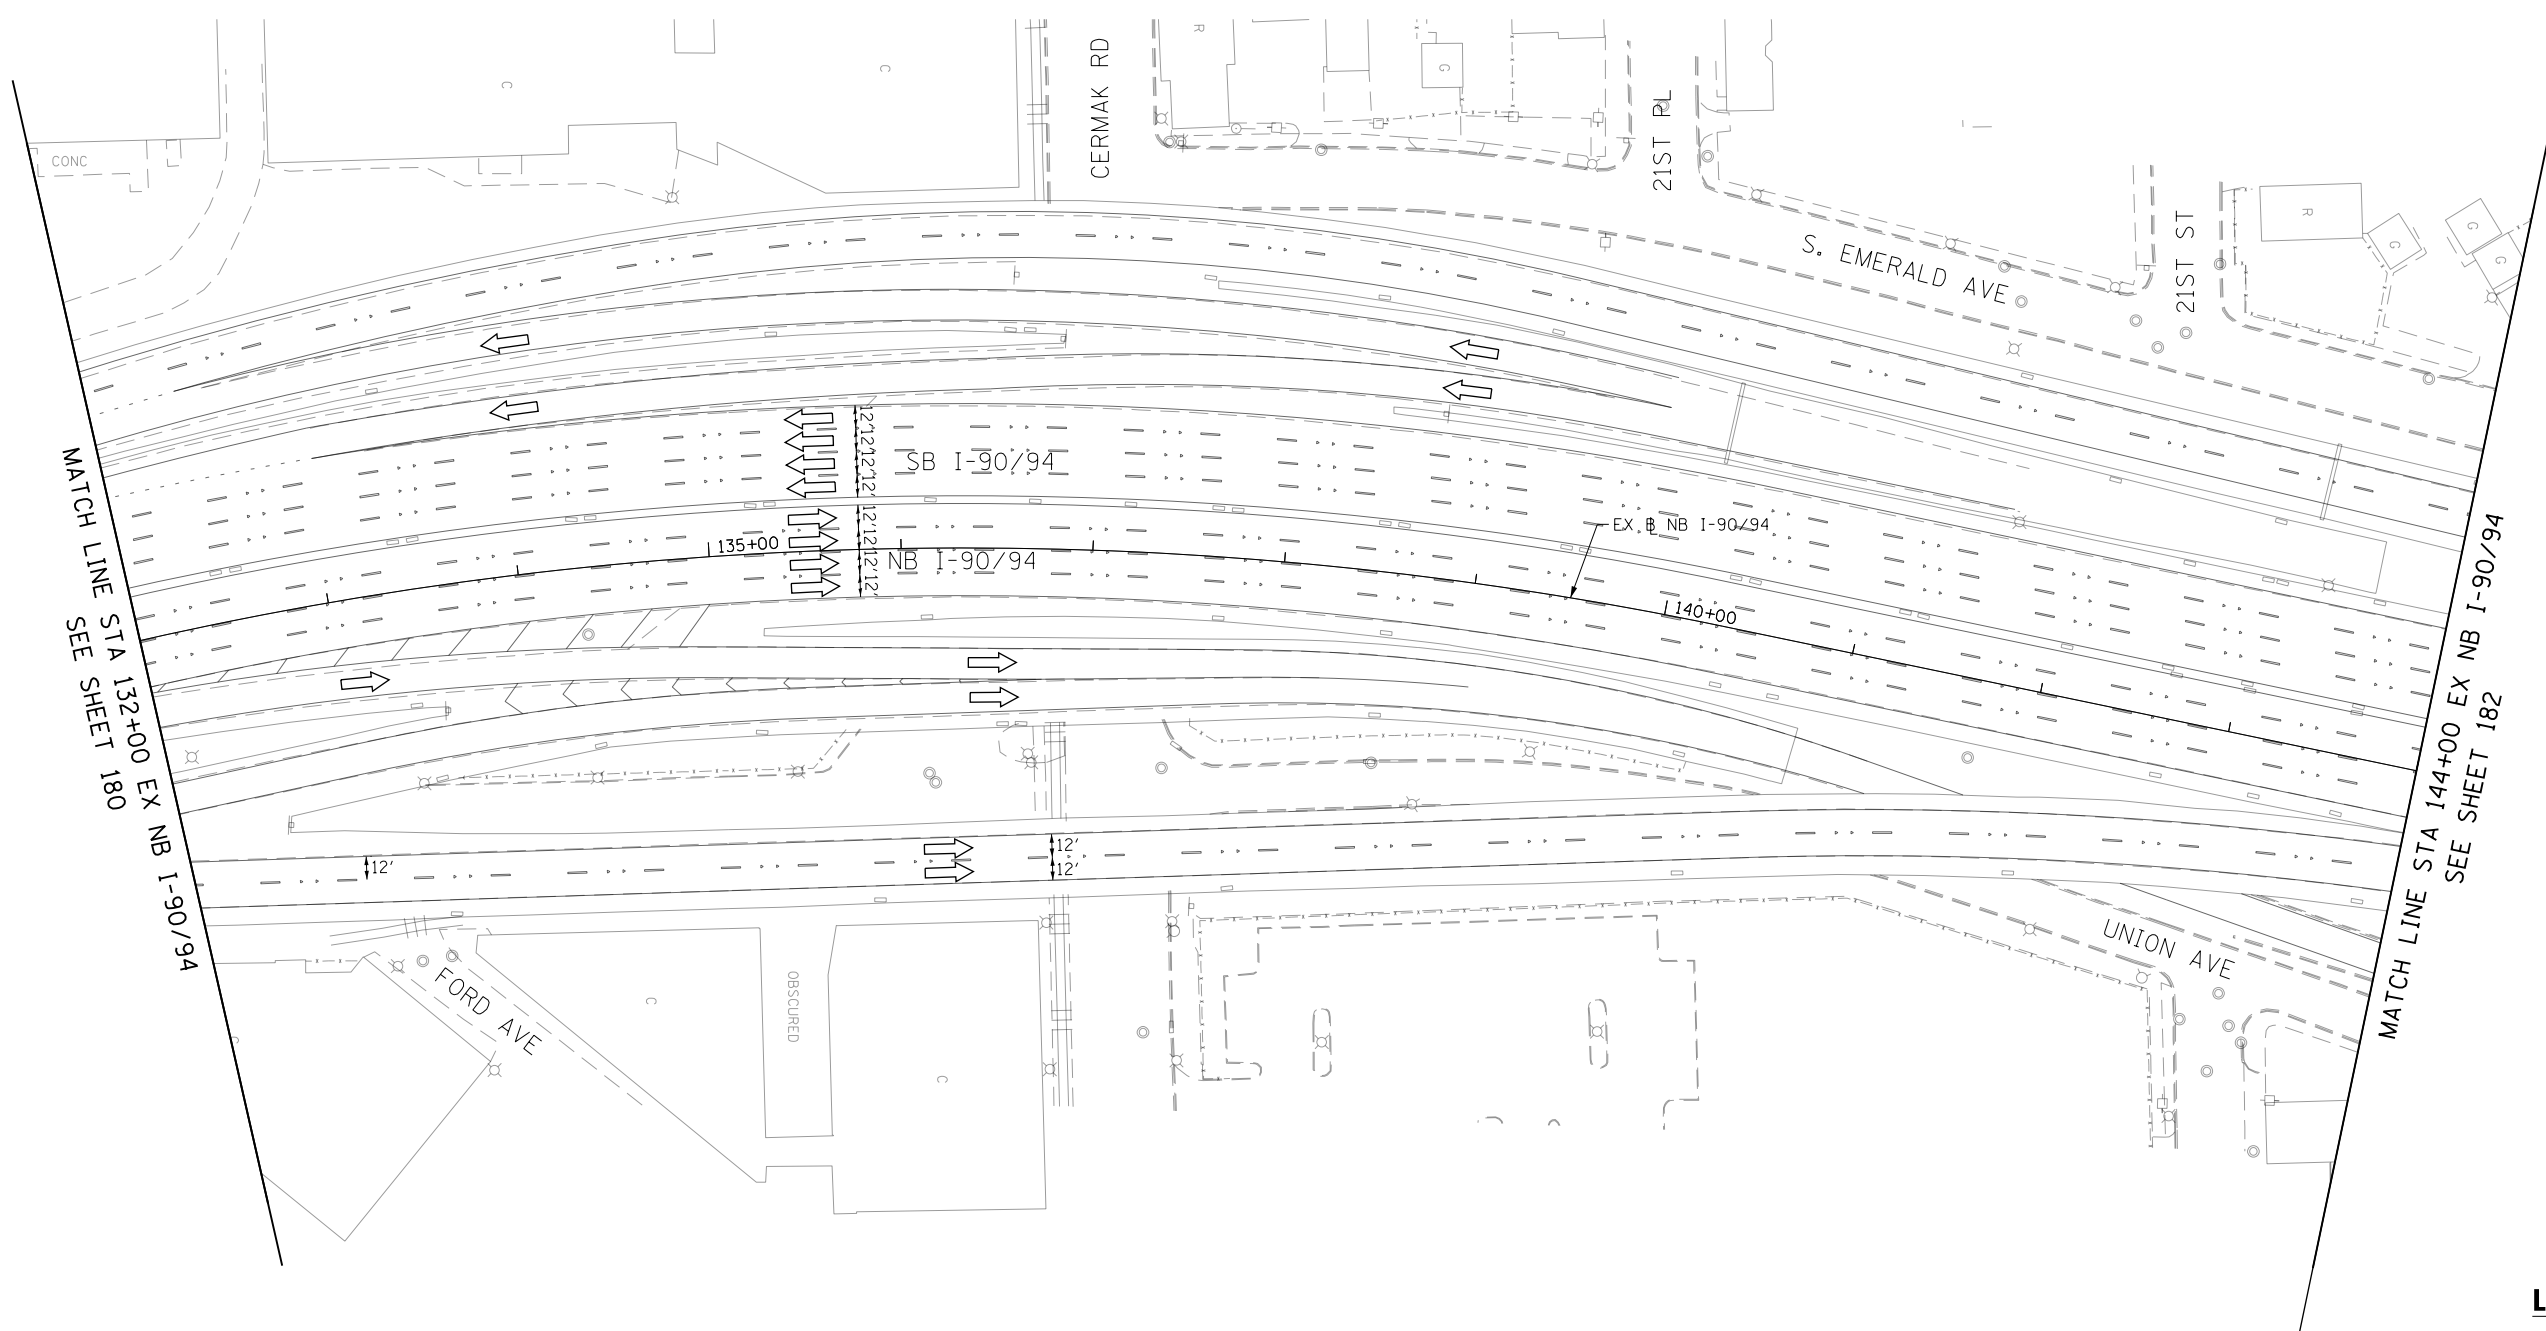 CONC
C
C
CERMAK RD
R
G
21ST PL
S. EMERALD AVE
21ST ST
R
G
G
G
12'
12'
12'
12'
SB I-90/94
12'
12'
12'
12'
135+00
NB I-90/94
EX. ℄ NB I-90/94
140+00
MATCH LINE STA 132+00 EX NB I-90/94
SEE SHEET 180
MATCH LINE STA 144+00 EX NB I-90/94
SEE SHEET 182
12'
12'
12'
FORD AVE
C
OBSCURED
C
C
UNION AVE
L